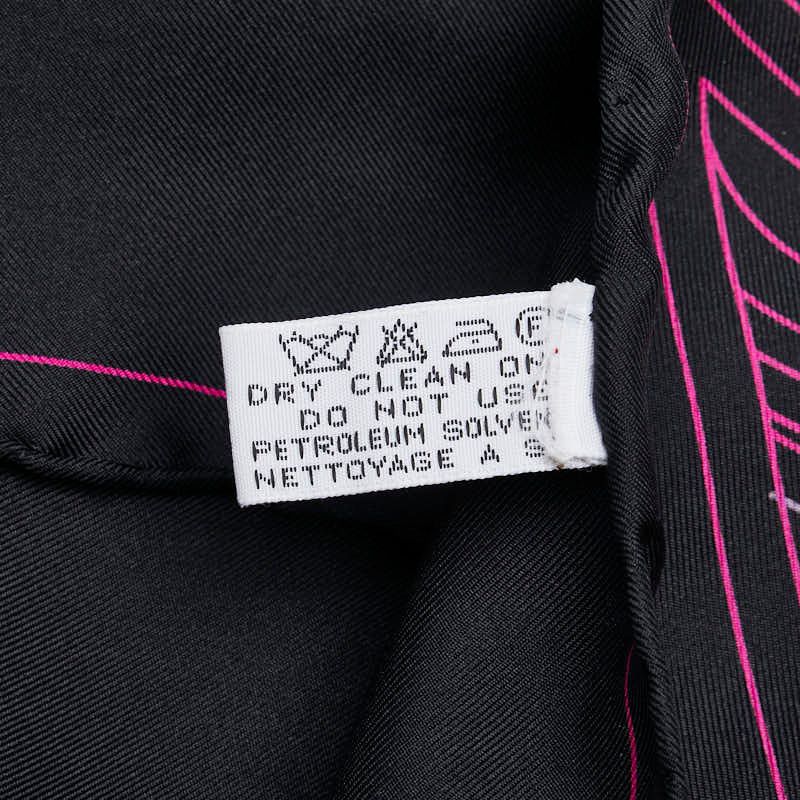 DRY CLEAN ON
DO NOT USE
PETROLEUM SOLVEN
NETTOYAGE A S